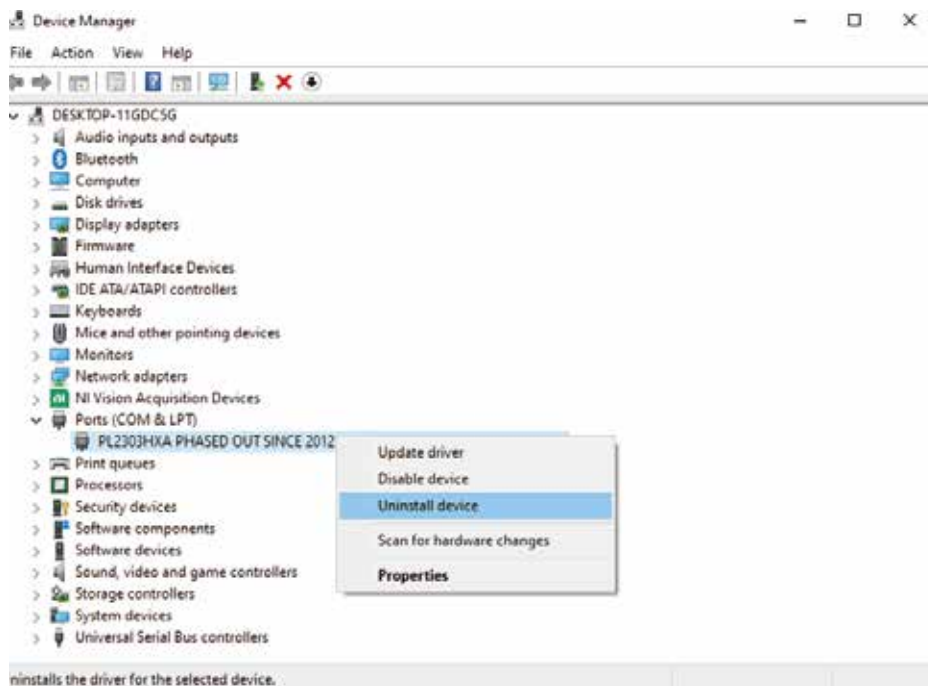 Device Manager
File Action View Help
DESKTOP-11GDC5G
Audio inputs and outputs
Bluetooth
Computer
Disk drives
Display adapters
Firmware
Human Interface Devices
IDE ATA/ATAPI controllers
Keyboards
Mice and other pointing devices
Monitors
Network adapters
NI Vision Acquisition Devices
Ports (COM & LPT)
PL2303HXA PHASED OUT SINCE 2012
Print queues
Processors
Security devices
Software components
Software devices
Sound, video and game controllers
Storage controllers
System devices
Universal Serial Bus controllers
Update driver
Disable device
Uninstall device
Scan for hardware changes
Properties
ninstalls the driver for the selected device.